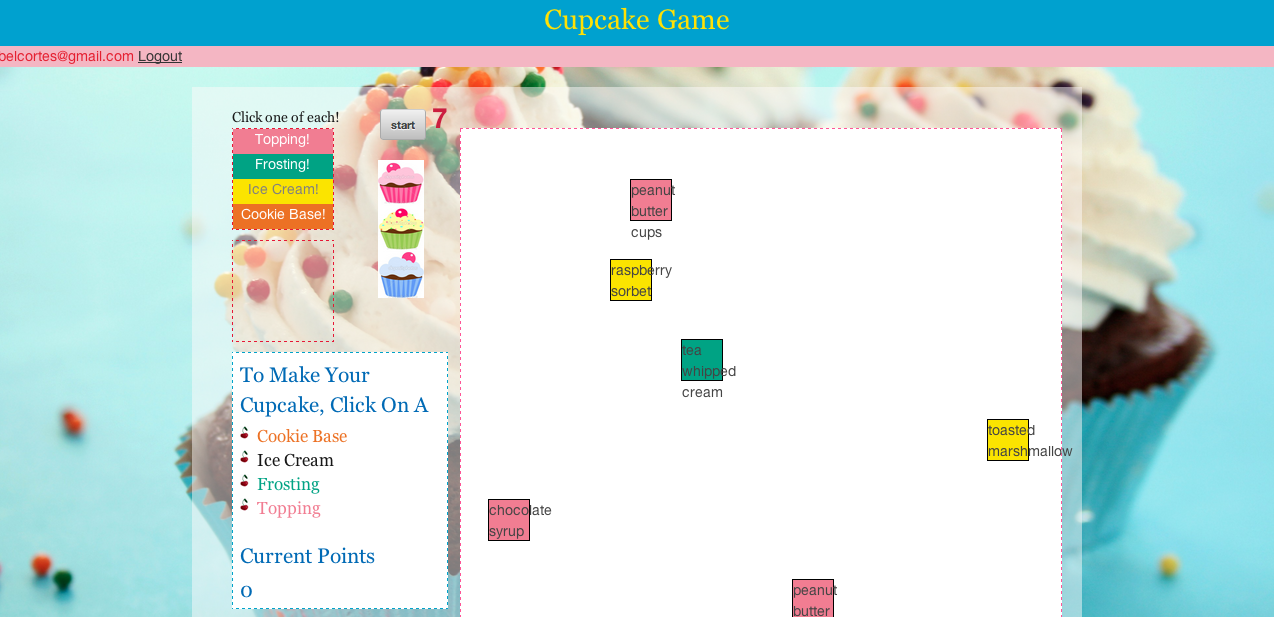 Cupcake Game
belcortes@gmail.com Logout
Click one of each!
Topping!
Frosting!
Ice Cream!
Cookie Base!
start
7
To Make Your
Cupcake, Click On A
Cookie Base
Ice Cream
Frosting
Topping
Current Points
0
peanut
butter
cups
raspberry
sorbet
tea
whipped
cream
toasted
marshmallow
chocolate
syrup
peanut
butter